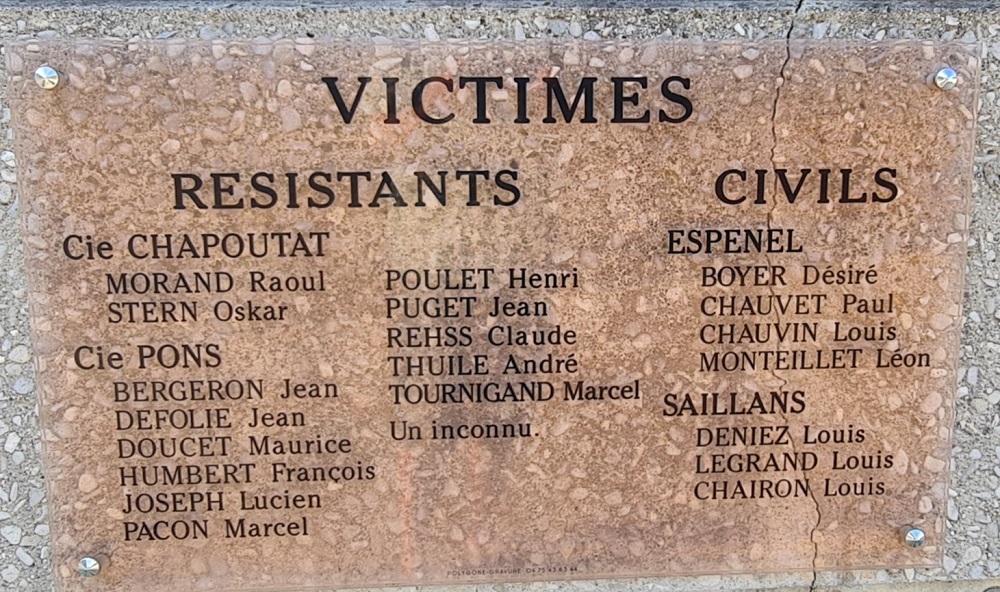 VICTIMES
RESISTANTS
Cie CHAPOUTAT
MORAND Raoul
STERN Oskar
Cie PONS
BERGERON Jean
DEFOLIE Jean
DOUCET Maurice
HUMBERT François
JOSEPH Lucien
PACON Marcel
POULET Henri
PUGET Jean
REHSS Claude
THUILE André
TOURNIGAND Marcel
Un inconnu.
CIVILS
ESPENEL
BOYER Désiré
CHAUVET Paul
CHAUVIN Louis
MONTEILLET Léon
SAILLANS
DENIEZ Louis
LEGRAND Louis
CHAIRON Louis
POLYGONE-GRAVURE